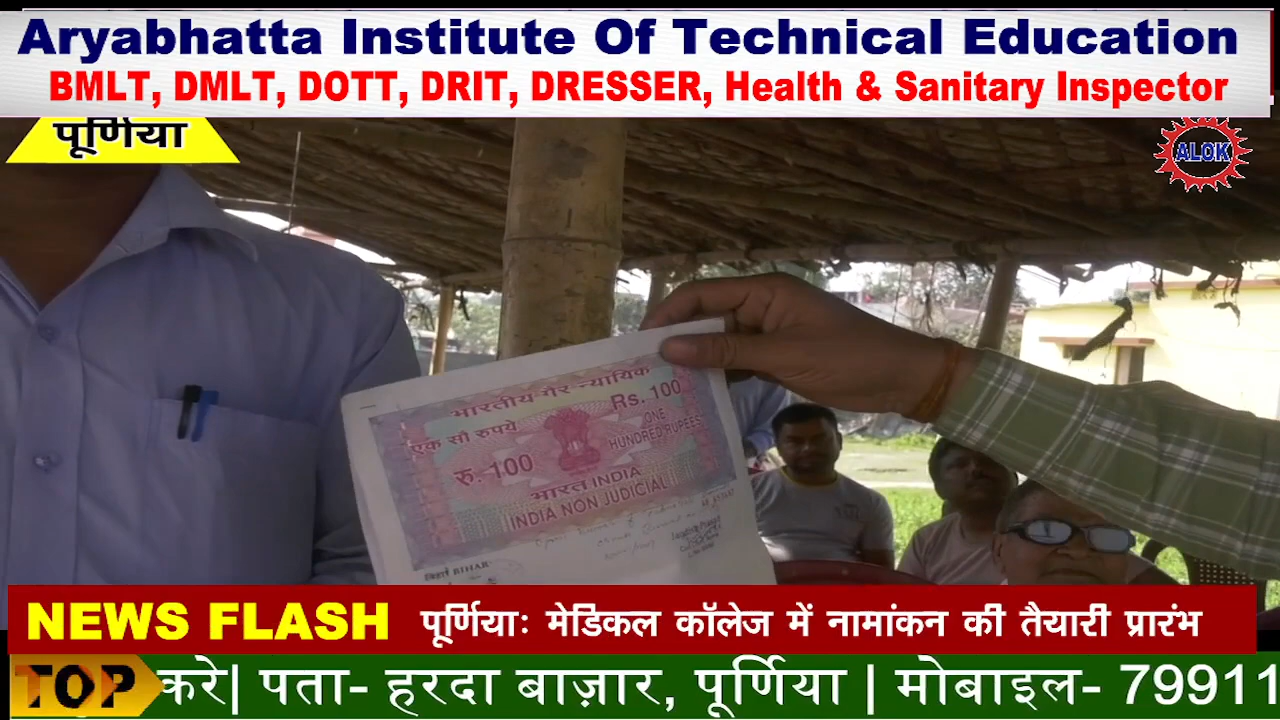 Aryabhatta Institute Of Technical Education
BMLT, DMLT, DOTT, DRIT, DRESSER, Health & Sanitary Inspector
पूर्णिया
ALOK
भारतीय गैर न्यायिक
एक सौ रुपये
Rs. 100
ONE
HUNDRED RUPEES
रु. 100
भारत INDIA
INDIA NON JUDICIAL
बिहार BIHAR
NEWS FLASH पूर्णियाः मेडिकल कॉलेज में नामांकन की तैयारी प्रारंभ
TOP करे| पता- हरदा बाज़ार, पूर्णिया | मोबाइल- 79911